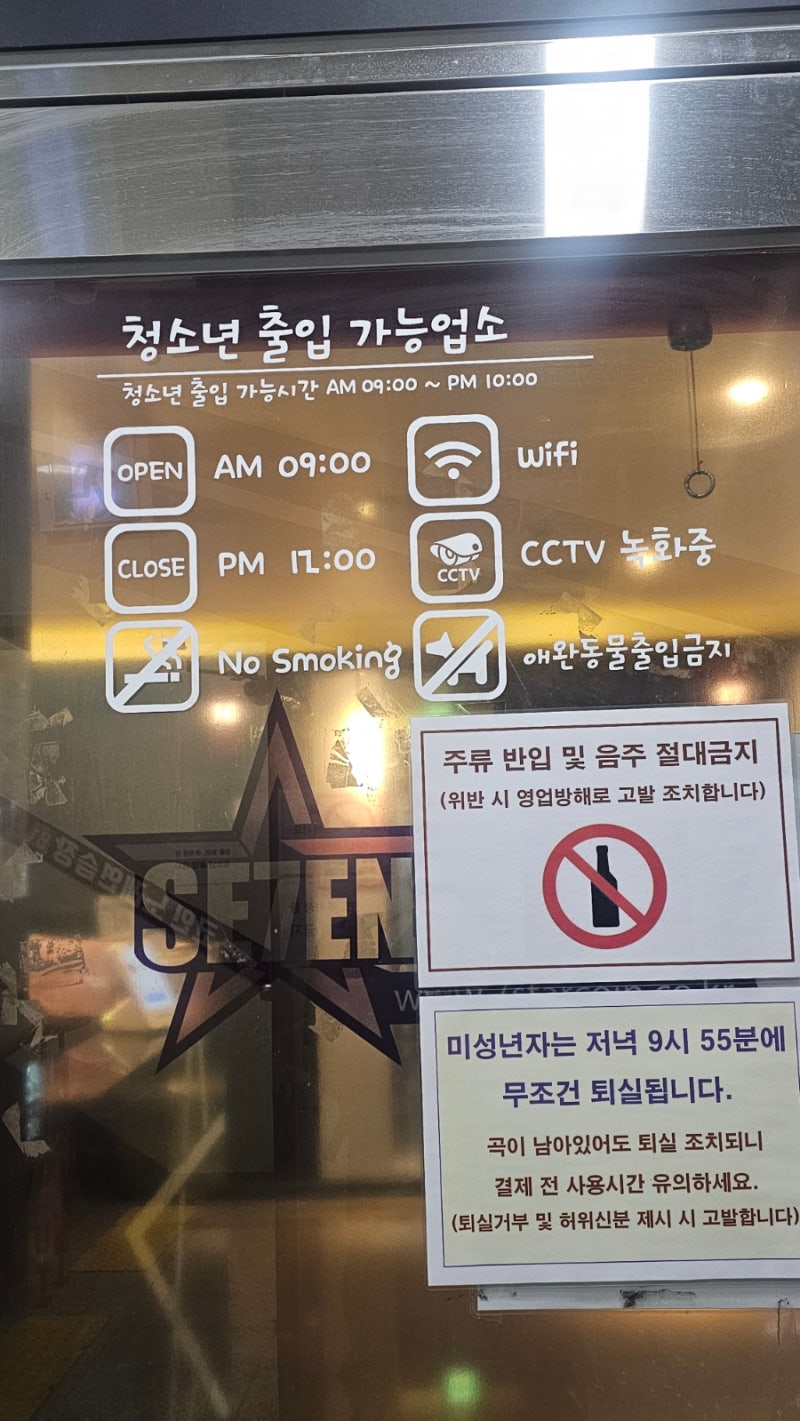 청소년 출입 가능업소
청소년 출입 가능시간 AM 09:00 ~ PM 10:00
OPEN AM 09:00
Wifi
CLOSE PM 12:00
CCTV CCTV 녹화중
No Smoking
애완동물출입금지
주류 반입 및 음주 절대금지
(위반 시 영업방해로 고발 조치합니다)
SE7EN
www.7starcoin.co.kr
미성년자는 저녁 9시 55분에
무조건 퇴실됩니다.
곡이 남아있어도 퇴실 조치되니
결제 전 사용시간 유의하세요.
(퇴실거부 및 허위신분 제시 시 고발합니다)